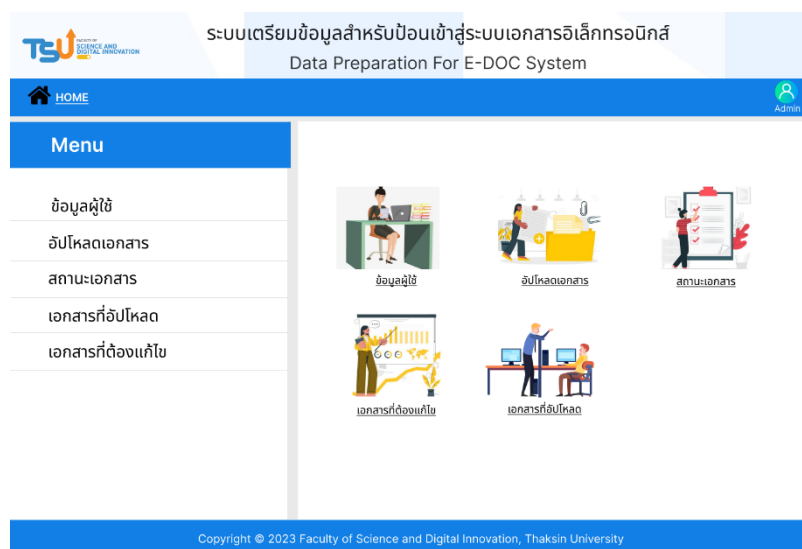 ระบบเตรียมข้อมูลสำหรับป้อนเข้าสู่ระบบเอกสารอิเล็กทรอนิกส์
Data Preparation For E-DOC System
TSU
FACULTY OF
SCIENCE AND
DIGITAL INNOVATION
HOME
Admin
Menu
ข้อมูลผู้ใช้
อัปโหลดเอกสาร
สถานะเอกสาร
เอกสารที่อัปโหลด
เอกสารที่ต้องแก้ไข
ข้อมูลผู้ใช้
อัปโหลดเอกสาร
สถานะเอกสาร
เอกสารที่ต้องแก้ไข
เอกสารที่อัปโหลด
Copyright © 2023 Faculty of Science and Digital Innovation, Thaksin University